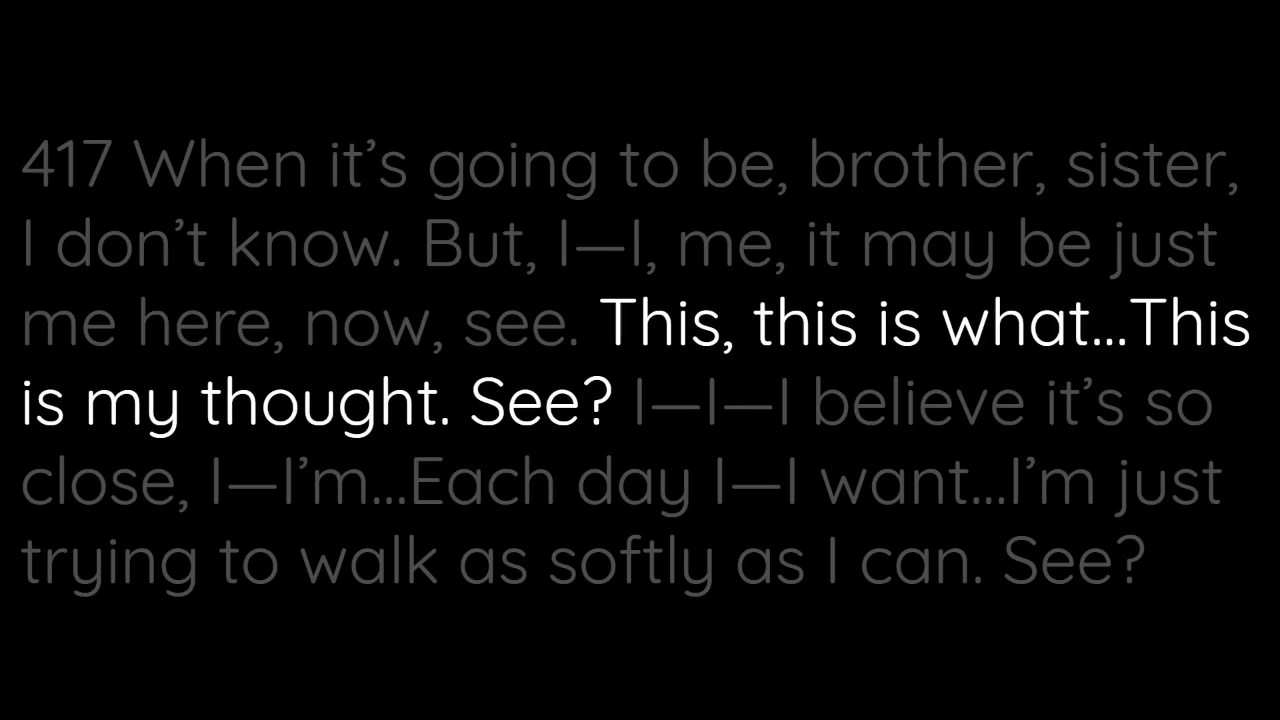 417 When it’s going to be, brother, sister,
I don’t know. But, I—I, me, it may be just
me here, now, see. This, this is what...This
is my thought. See? I—I—I believe it’s so
close, I—I’m...Each day I—I want...I’m just
trying to walk as softly as I can. See?